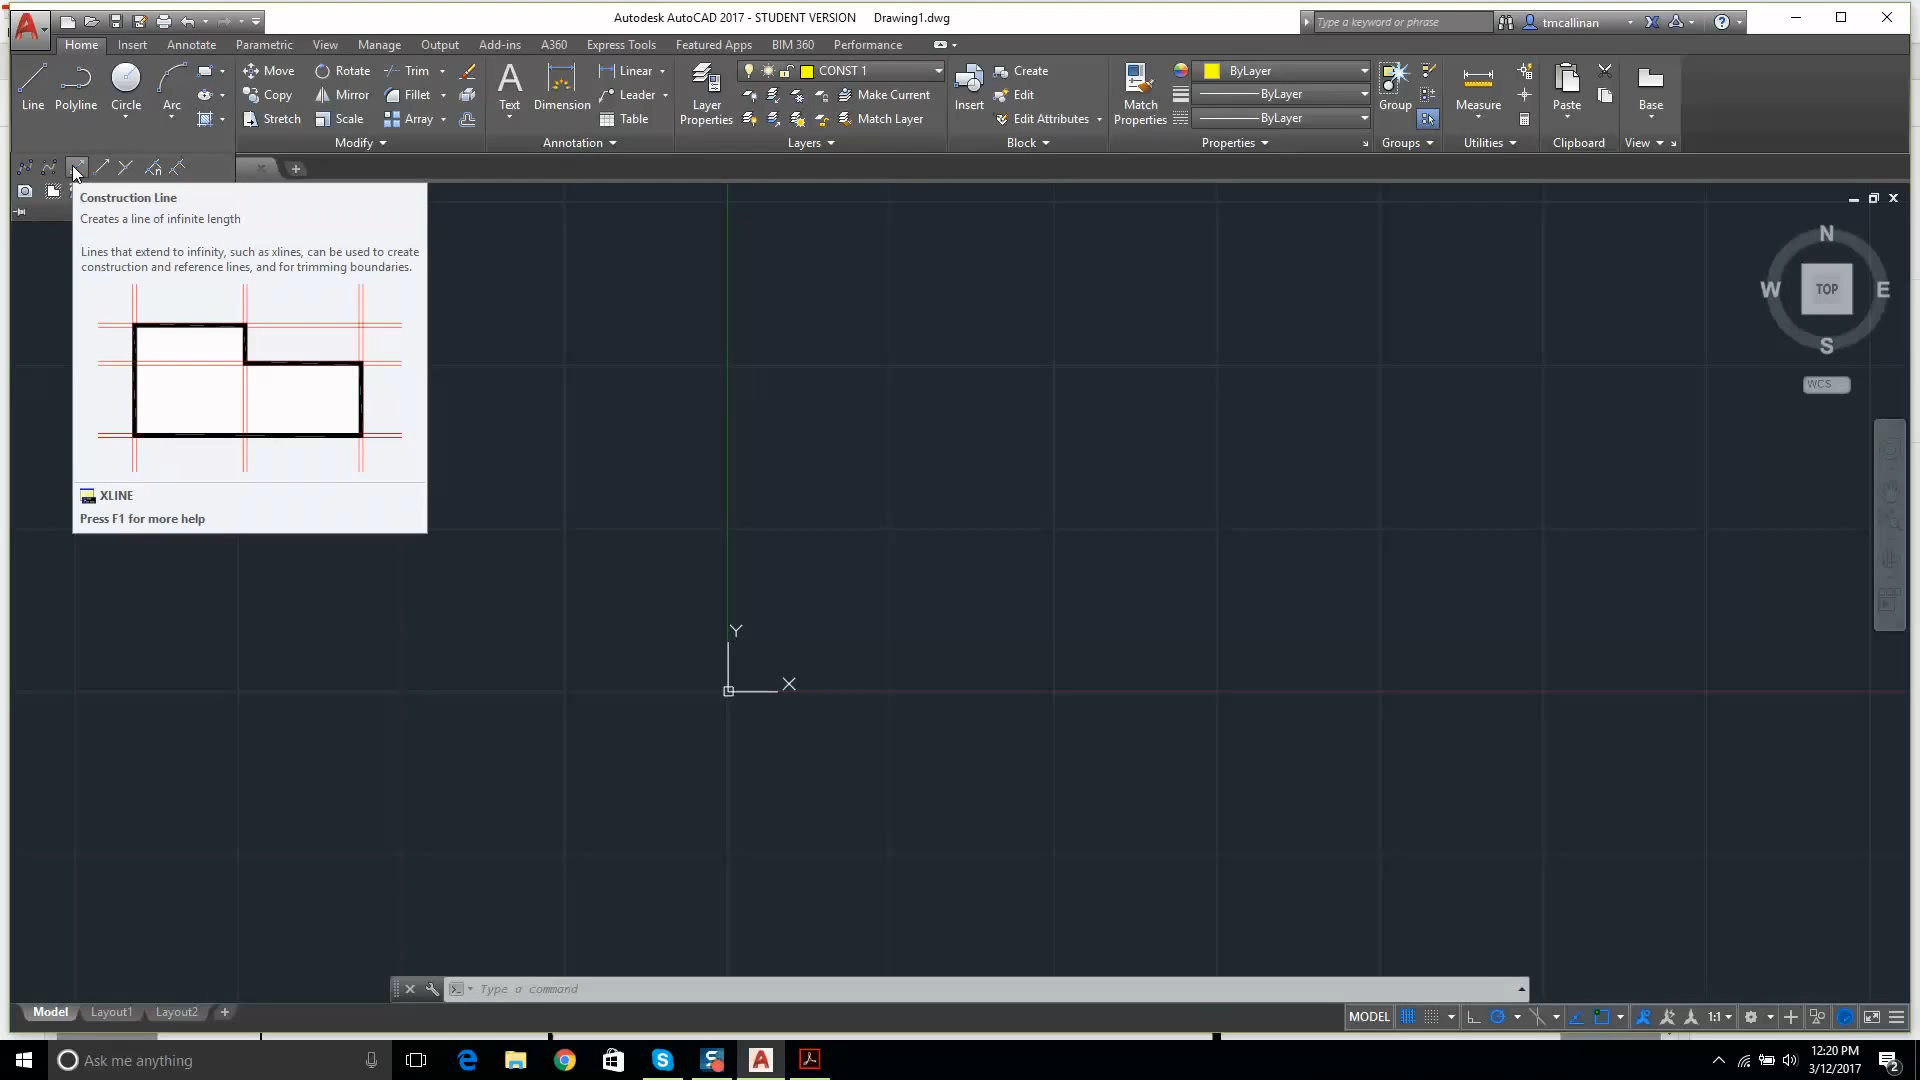 Autodesk AutoCAD 2017 - STUDENT VERSION Drawing1.dwg
Type a keyword or phrase
tmcallinan
Home Insert Annotate Parametric View Manage Output Add-ins A360 Express Tools Featured Apps BIM 360 Performance
Line Polyline Circle Arc
Move Rotate Trim
Copy Mirror Fillet
Stretch Scale Array
Modify
Text Dimension
Linear
Leader
Table
Annotation
Layer
Properties
CONST 1
Make Current
Match Layer
Layers
Insert
Create
Edit
Edit Attributes
Block
Match
Properties
ByLayer
ByLayer
ByLayer
Properties
Group
Groups
Measure
Utilities
Paste
Clipboard
Base
View
Construction Line
Creates a line of infinite length
Lines that extend to infinity, such as xlines, can be used to create
construction and reference lines, and for trimming boundaries.
XLINE
Press F1 for more help
N
W TOP E
S
WCS
Y
X
Type a command
Model Layout1 Layout2
MODEL 1:1
Ask me anything
12:20 PM
3/12/2017
2